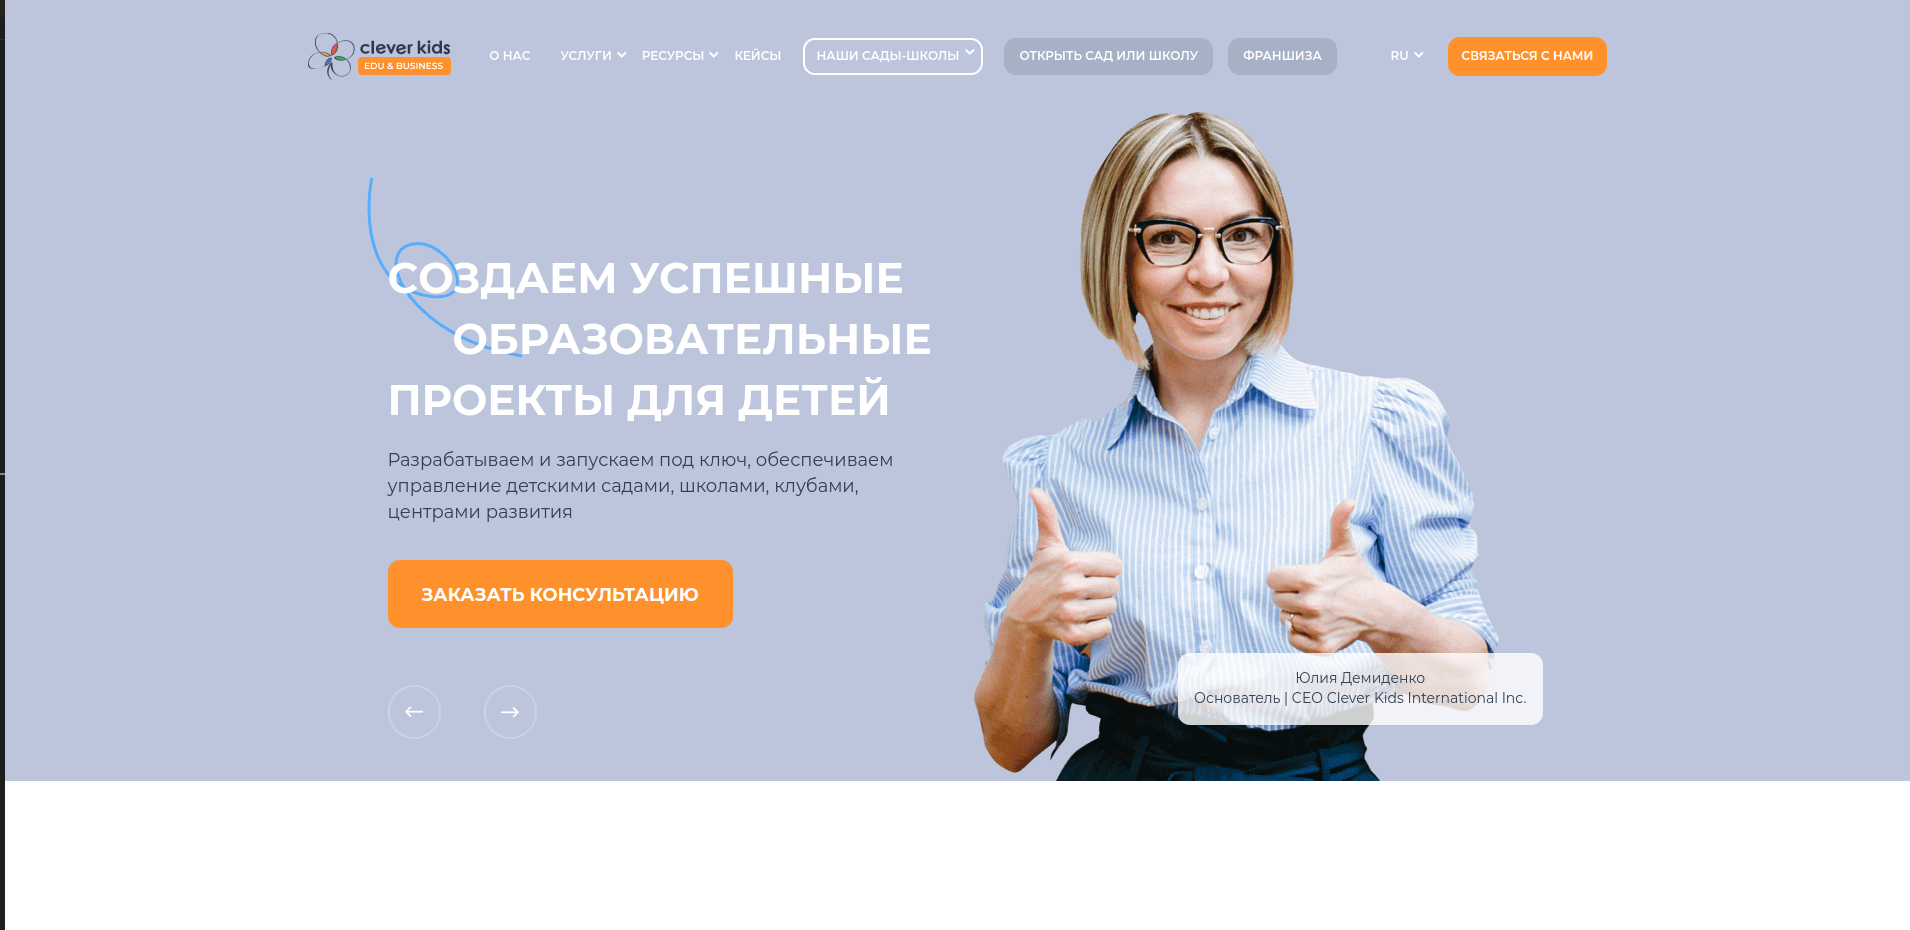 clever kids
EDU & BUSINESS
О НАС
УСЛУГИ
РЕСУРСЫ
КЕЙСЫ
НАШИ САДЫ-ШКОЛЫ
ОТКРЫТЬ САД ИЛИ ШКОЛУ
ФРАНШИЗА
RU
СВЯЗАТЬСЯ С НАМИ
СОЗДАЕМ УСПЕШНЫЕ
ОБРАЗОВАТЕЛЬНЫЕ
ПРОЕКТЫ ДЛЯ ДЕТЕЙ
Разрабатываем и запускаем под ключ, обеспечиваем
управление детскими садами, школами, клубами,
центрами развития
ЗАКАЗАТЬ КОНСУЛЬТАЦИЮ
Юлия Демиденко
Основатель | CEO Clever Kids International Inc.